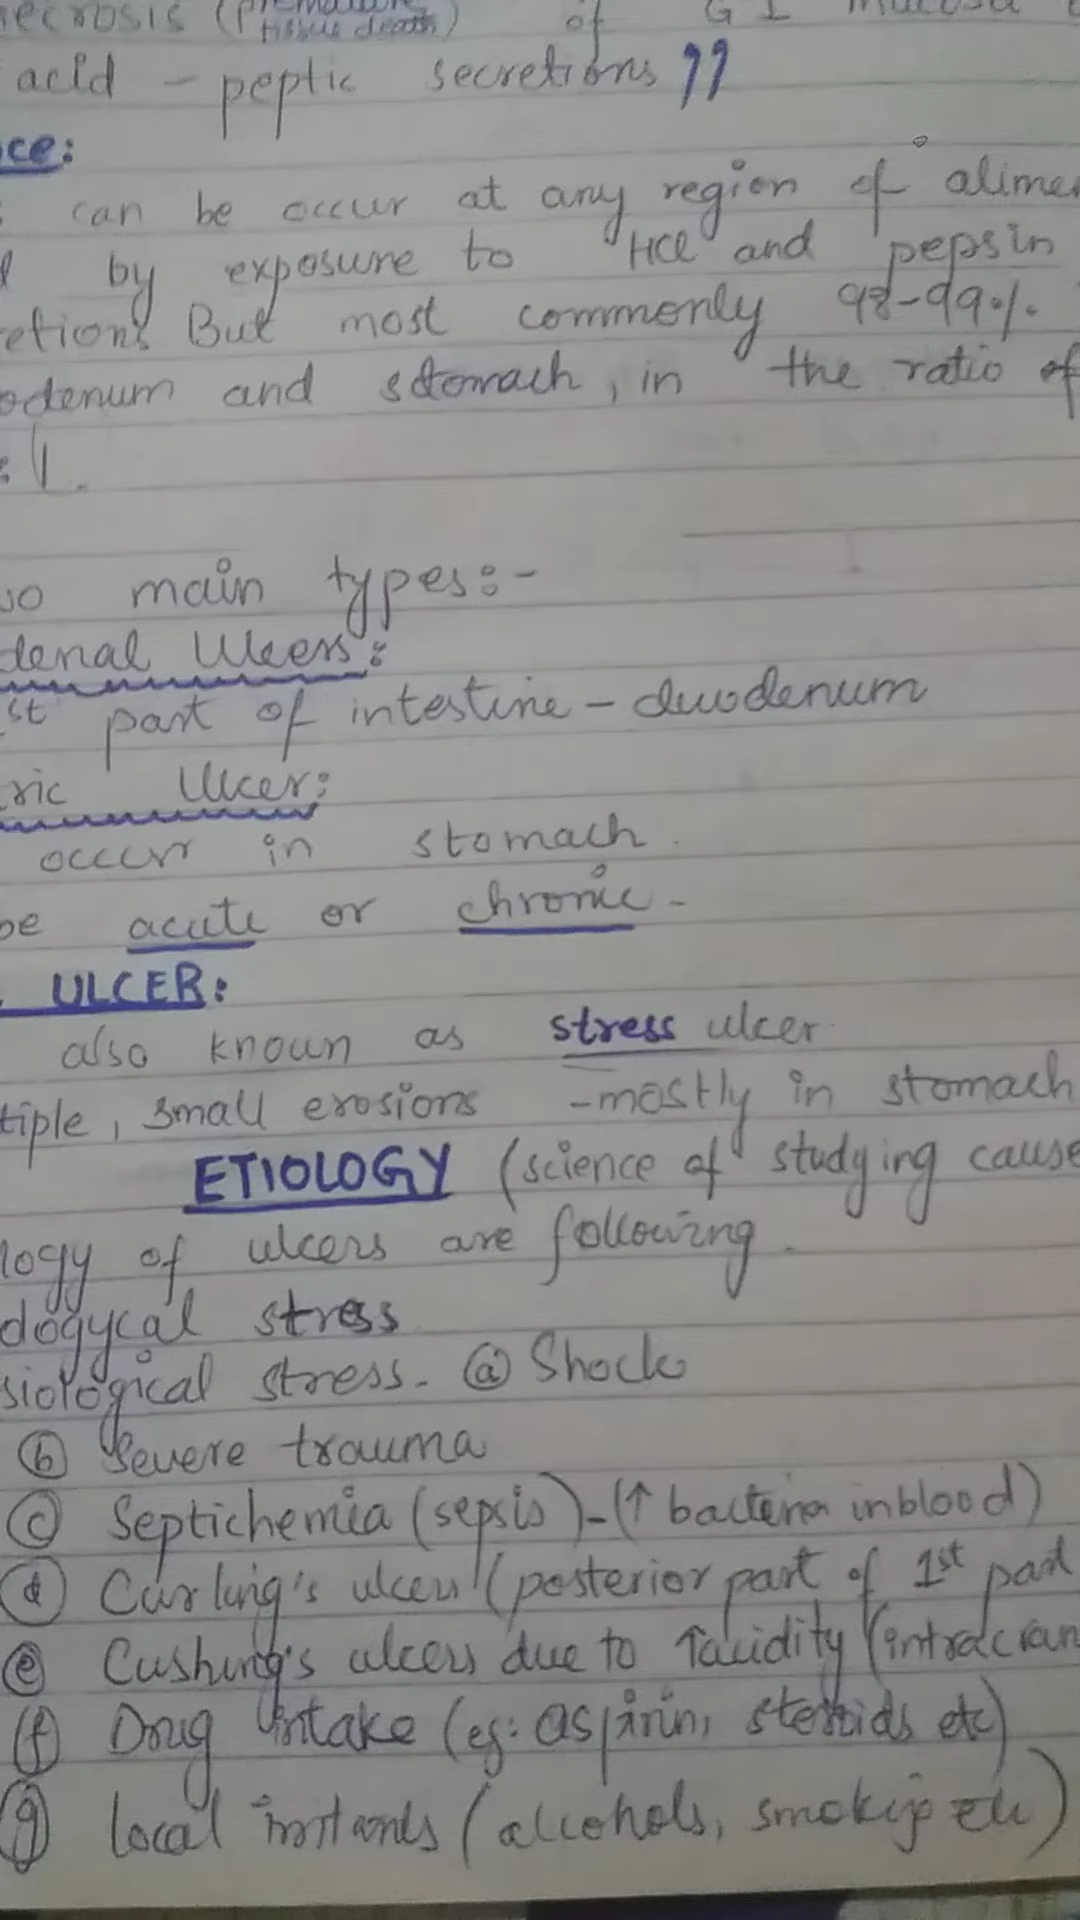 necrosis (premature tissue death) of GI mucosa
acid - peptic secretions"
ce:
can be occur at any region of alimen
by exposure to HCl and pepsin
etions But most commonly 98-99%.
odenum and stomach, in the ratio of
: 1.
wo main types:-
denal Ulcers:
st part of intestine - duodenum
ric Ulcer:
occur in stomach.
be acute or chronic -
ULCER:
also known as stress ulcer
tiple, small erosions - mostly in stomach
ETIOLOGY (science of studying cause
logy of ulcers are following.
dogycal stress
siological stress. ⓐ Shock
ⓑ Severe trauma
ⓒ Septichemia (sepsis) - (↑ bacteria in blood)
ⓓ Curling's ulcer (posterior part of 1st part
ⓔ Cushing's ulcers due to ↑acidity (intracran
ⓕ Drug intake (eg: aspirin, steroids etc)
ⓖ local irritants (alcohols, smoking etc)